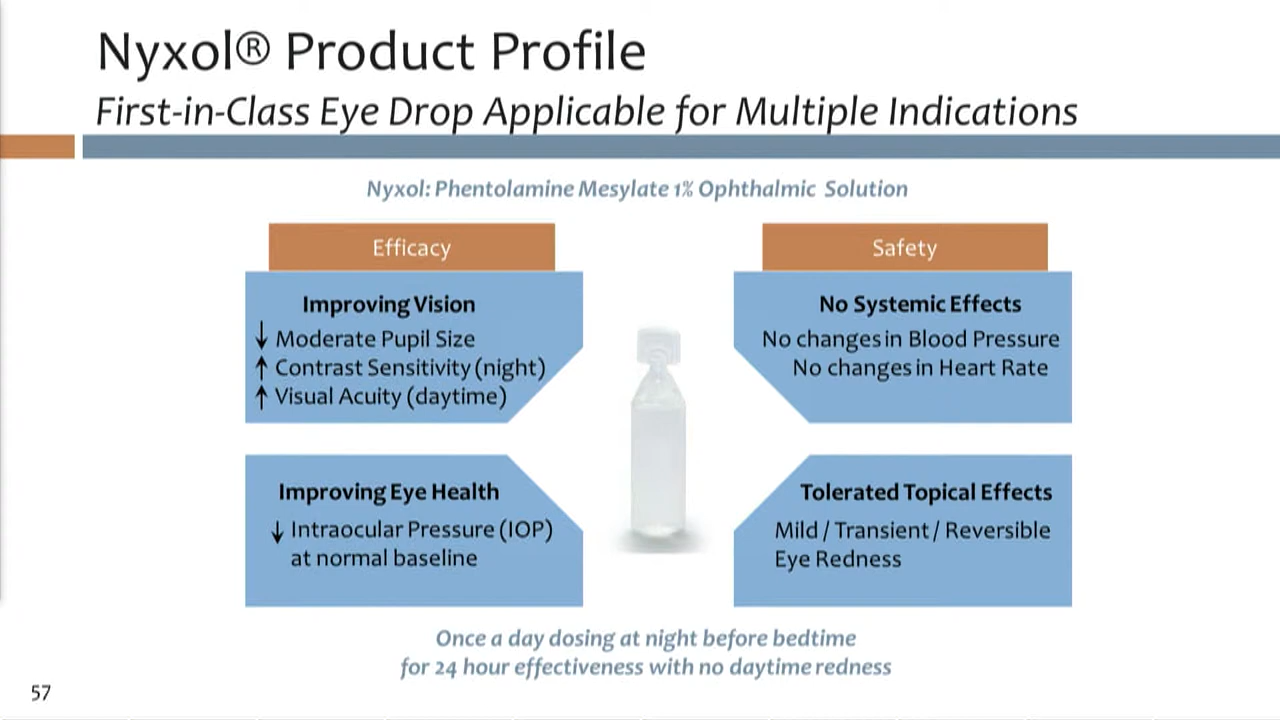 Nyxol® Product Profile
First-in-Class Eye Drop Applicable for Multiple Indications
Nyxol: Phentolamine Mesylate 1% Ophthalmic Solution
Efficacy
Improving Vision
↓ Moderate Pupil Size
↑ Contrast Sensitivity (night)
↑ Visual Acuity (daytime)
Improving Eye Health
↓ Intraocular Pressure (IOP)
at normal baseline
Safety
No Systemic Effects
No changes in Blood Pressure
No changes in Heart Rate
Tolerated Topical Effects
Mild / Transient / Reversible
Eye Redness
Once a day dosing at night before bedtime
for 24 hour effectiveness with no daytime redness
57